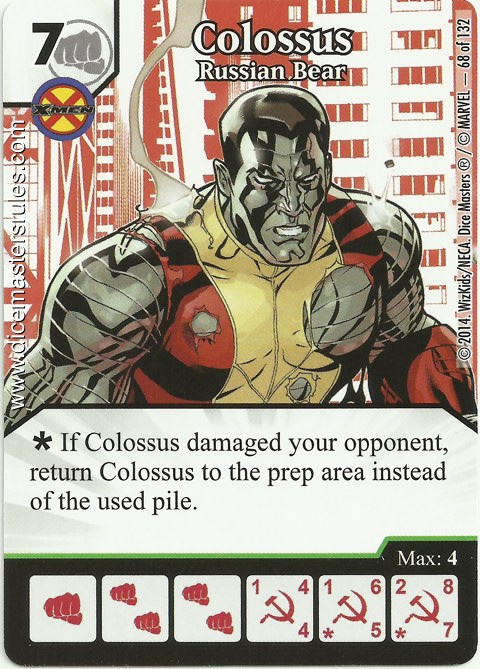 7
Colossus
Russian Bear
X-MEN
www.dicemastersrules.com
© 2014. WizKids/NECA. Dice Masters ® / © MARVEL — 68 of 132
* If Colossus damaged your opponent,
return Colossus to the prep area instead
of the used pile.
Max: 4
1 4 4
1 6 * 5
2 8 * 7